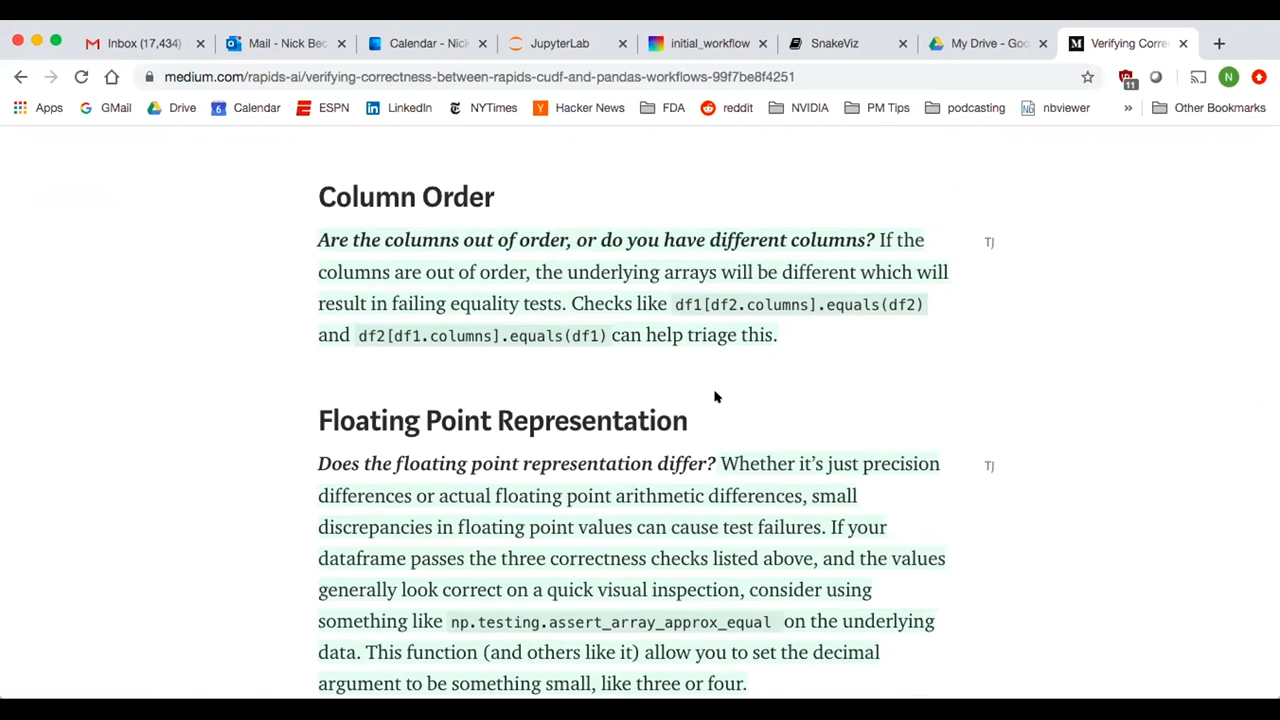 Inbox (17,434)
Mail - Nick Bec
Calendar - Nick
JupyterLab
initial_workflow
SnakeViz
My Drive - Goo
Verifying Corre
medium.com/rapids-ai/verifying-correctness-between-rapids-cudf-and-pandas-workflows-99f7be8f4251
11
N
Apps
GMail
Drive
6
Calendar
ESPN
LinkedIn
NYTimes
Hacker News
FDA
reddit
NVIDIA
PM Tips
podcasting
nbviewer
»
Other Bookmarks
Column Order
Are the columns out of order, or do you have different columns? If the
TJ
columns are out of order, the underlying arrays will be different which will
result in failing equality tests. Checks like df1[df2.columns].equals(df2)
and df2[df1.columns].equals(df1) can help triage this.
Floating Point Representation
Does the floating point representation differ? Whether it’s just precision
TJ
differences or actual floating point arithmetic differences, small
discrepancies in floating point values can cause test failures. If your
dataframe passes the three correctness checks listed above, and the values
generally look correct on a quick visual inspection, consider using
something like np.testing.assert_array_approx_equal on the underlying
data. This function (and others like it) allow you to set the decimal
argument to be something small, like three or four.